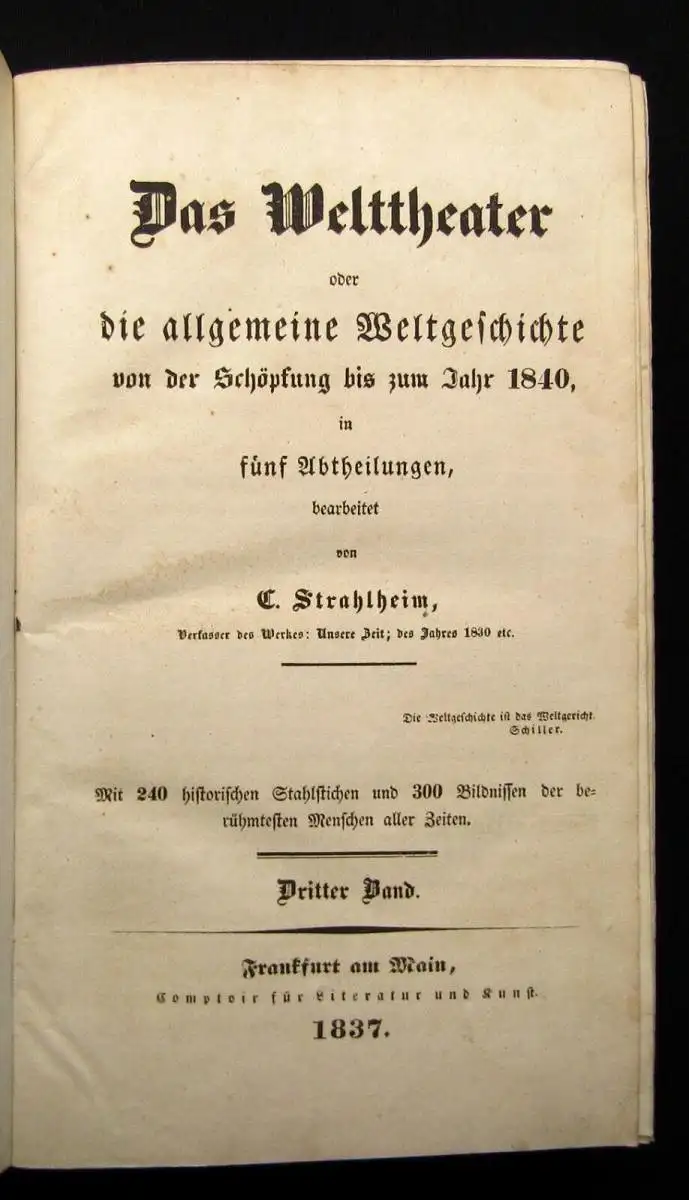 Das Welttheater
oder
die allgemeine Weltgeschichte
von der Schöpfung bis zum Jahr 1840,
in
fünf Abtheilungen,
bearbeitet
von
C. Strahlheim,
Verfasser des Werkes: Unsere Zeit; des Jahres 1830 etc.
Die Weltgeschichte ist das Weltgericht.
Schiller.
Mit 240 historischen Stahlstichen und 300 Bildnissen der be=
rühmtesten Menschen aller Zeiten.
Dritter Band.
Frankfurt am Main,
Comptoir für Literatur und Kunst.
1837.